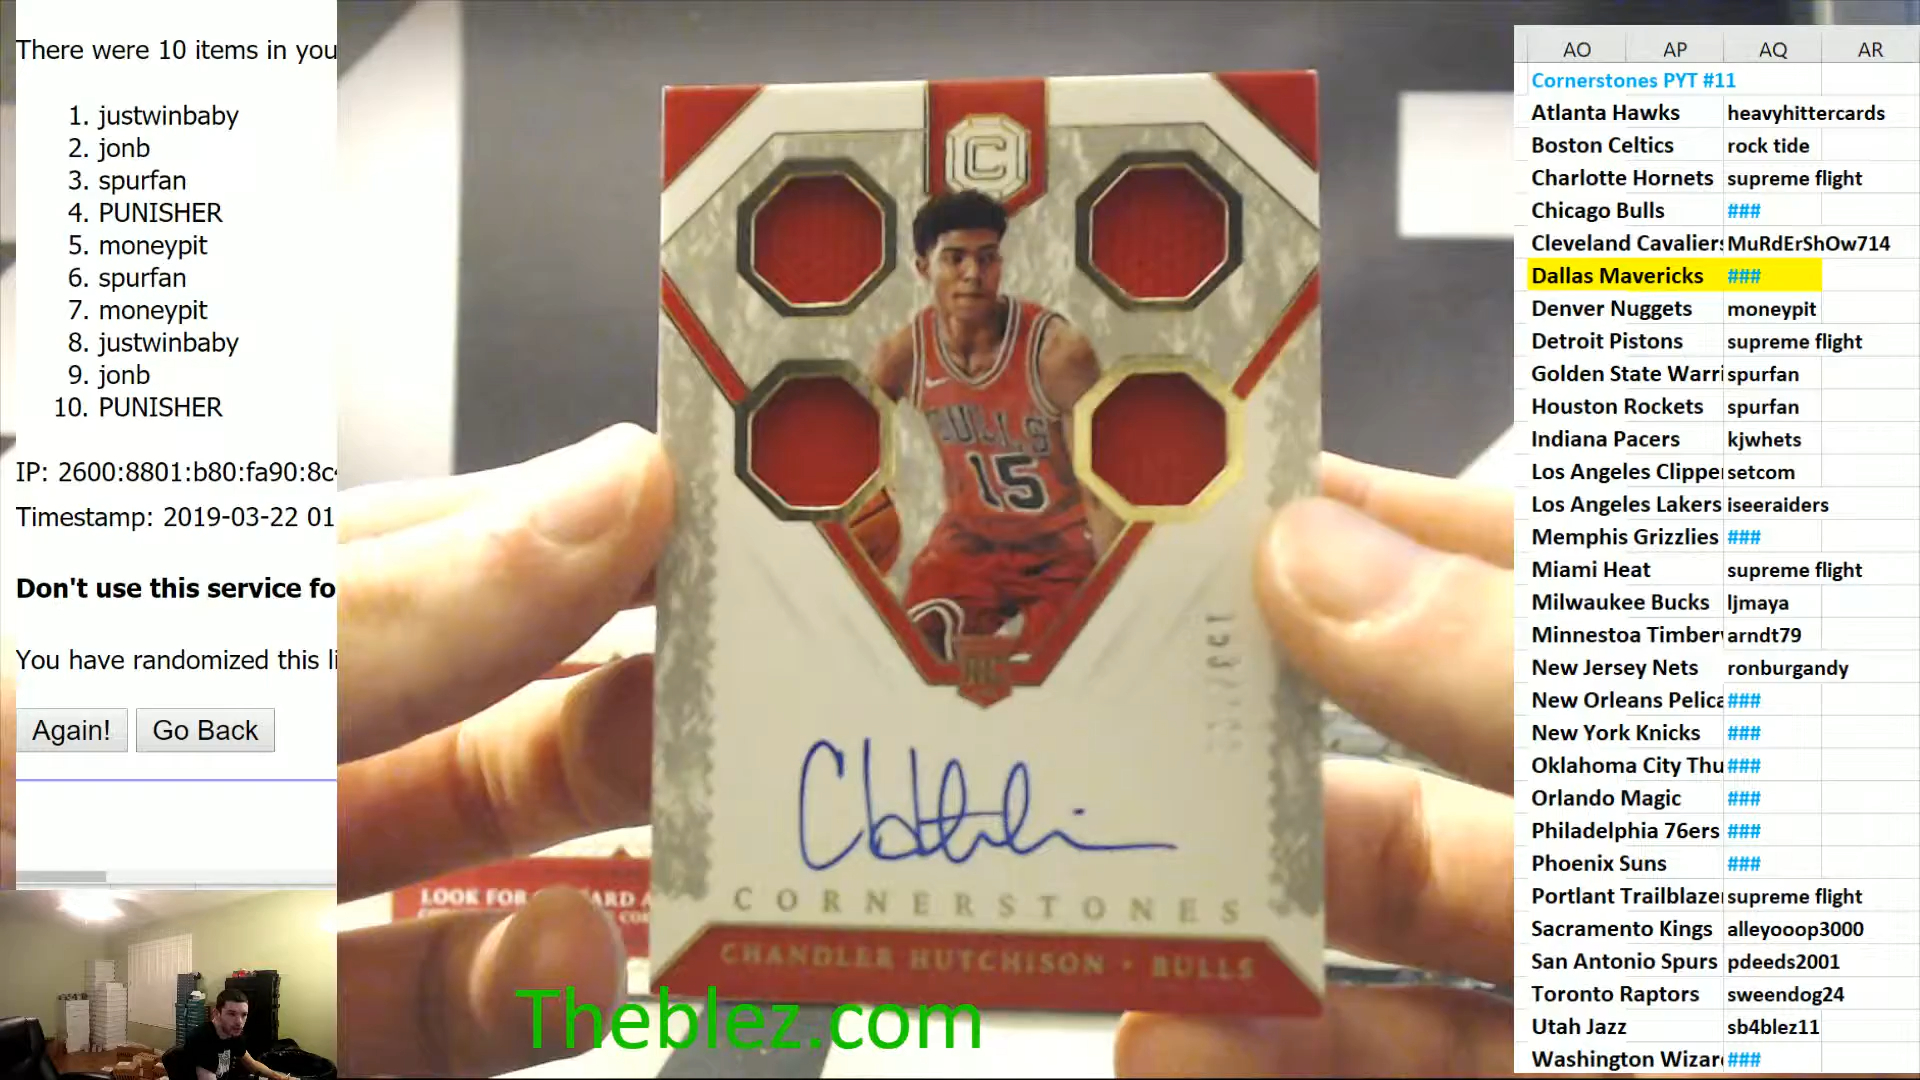 There were 10 items in you
1. justwinbaby
2. jonb
3. spurfan
4. PUNISHER
5. moneypit
6. spurfan
7. moneypit
8. justwinbaby
9. jonb
10. PUNISHER
IP: 2600:8801:b80:fa90:8c
Timestamp: 2019-03-22 01
Don't use this service fo
You have randomized this li
Again! Go Back
C
BULLS
15
RC
CORNERSTONES
CHANDLER HUTCHISON • BULLS
LOOK FOR
Theblez.com
AO AP AQ AR
Cornerstones PYT #11
Atlanta Hawks heavyhittercards
Boston Celtics rock tide
Charlotte Hornets supreme flight
Chicago Bulls ###
Cleveland Cavaliers MuRdErShOw714
Dallas Mavericks ###
Denver Nuggets moneypit
Detroit Pistons supreme flight
Golden State Warri spurfan
Houston Rockets spurfan
Indiana Pacers kjwhets
Los Angeles Clipper setcom
Los Angeles Lakers iseeraiders
Memphis Grizzlies ###
Miami Heat supreme flight
Milwaukee Bucks ljmaya
Minnestoa Timberv arndt79
New Jersey Nets ronburgandy
New Orleans Pelica ###
New York Knicks ###
Oklahoma City Thu ###
Orlando Magic ###
Philadelphia 76ers ###
Phoenix Suns ###
Portlant Trailblazer supreme flight
Sacramento Kings alleyooop3000
San Antonio Spurs pdeeds2001
Toronto Raptors sweendog24
Utah Jazz sb4blez11
Washington Wizar ###